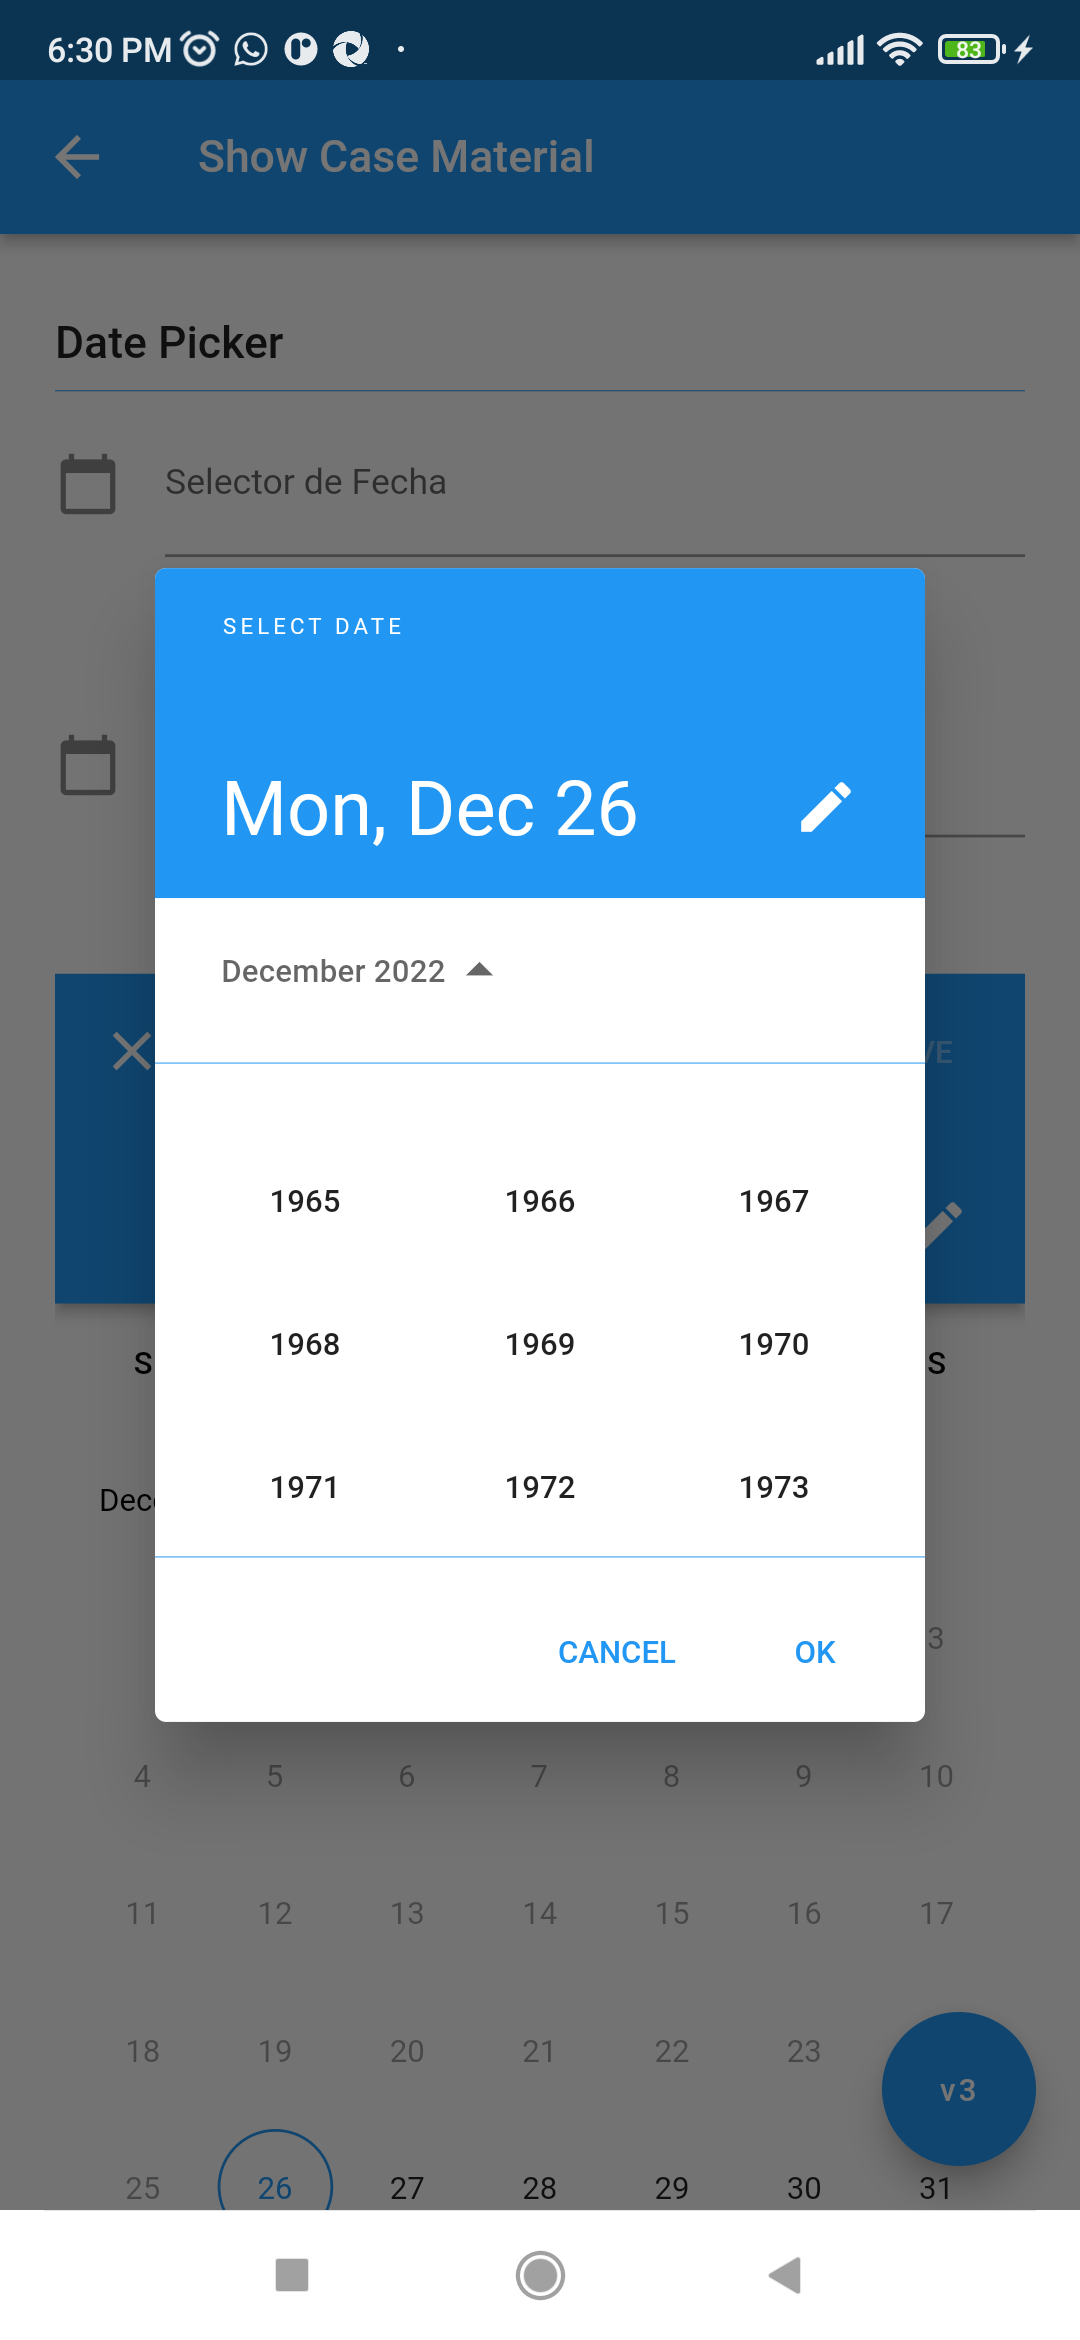 6:30 PM 83
Show Case Material
Date Picker
Selector de Fecha
SELECT DATE
Mon, Dec 26
December 2022
VE
1965 1966 1967
1968 1969 1970
S S
1971 1972 1973
Dec
CANCEL OK
3
4 5 6 7 8 9 10
11 12 13 14 15 16 17
18 19 20 21 22 23
v3
25 26 27 28 29 30 31